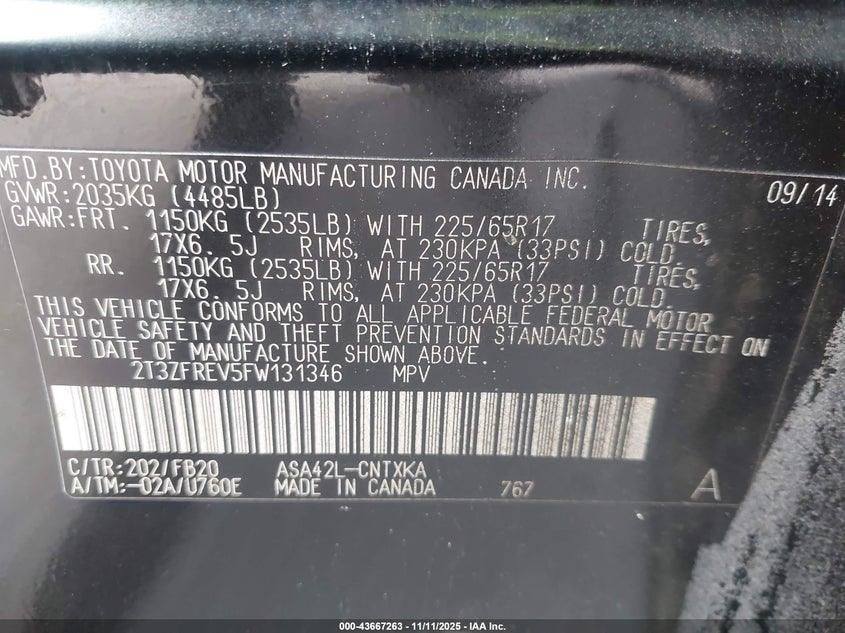 MFD.BY:TOYOTA MOTOR MANUFACTURING CANADA INC. 09/14
GVWR:2035KG (4485LB)
GAWR:FRT. 1150KG (2535LB) WITH 225/65R17 TIRES,
17X6. 5J RIMS, AT 230KPA (33PSI) COLD.
RR. 1150KG (2535LB) WITH 225/65R17 TIRES,
17X6. 5J RIMS, AT 230KPA (33PSI) COLD.
THIS VEHICLE CONFORMS TO ALL APPLICABLE FEDERAL MOTOR
VEHICLE SAFETY AND THEFT PREVENTION STANDARDS IN EFFECT ON
THE DATE OF MANUFACTURE SHOWN ABOVE.
2T3ZFREV5FW131346 MPV
C/TR:202/FB20 ASA42L-CNTXKA
A/TM:-02A/U760E MADE IN CANADA 767 A
000-43667263 - 11/11/2025 - IAA Inc.